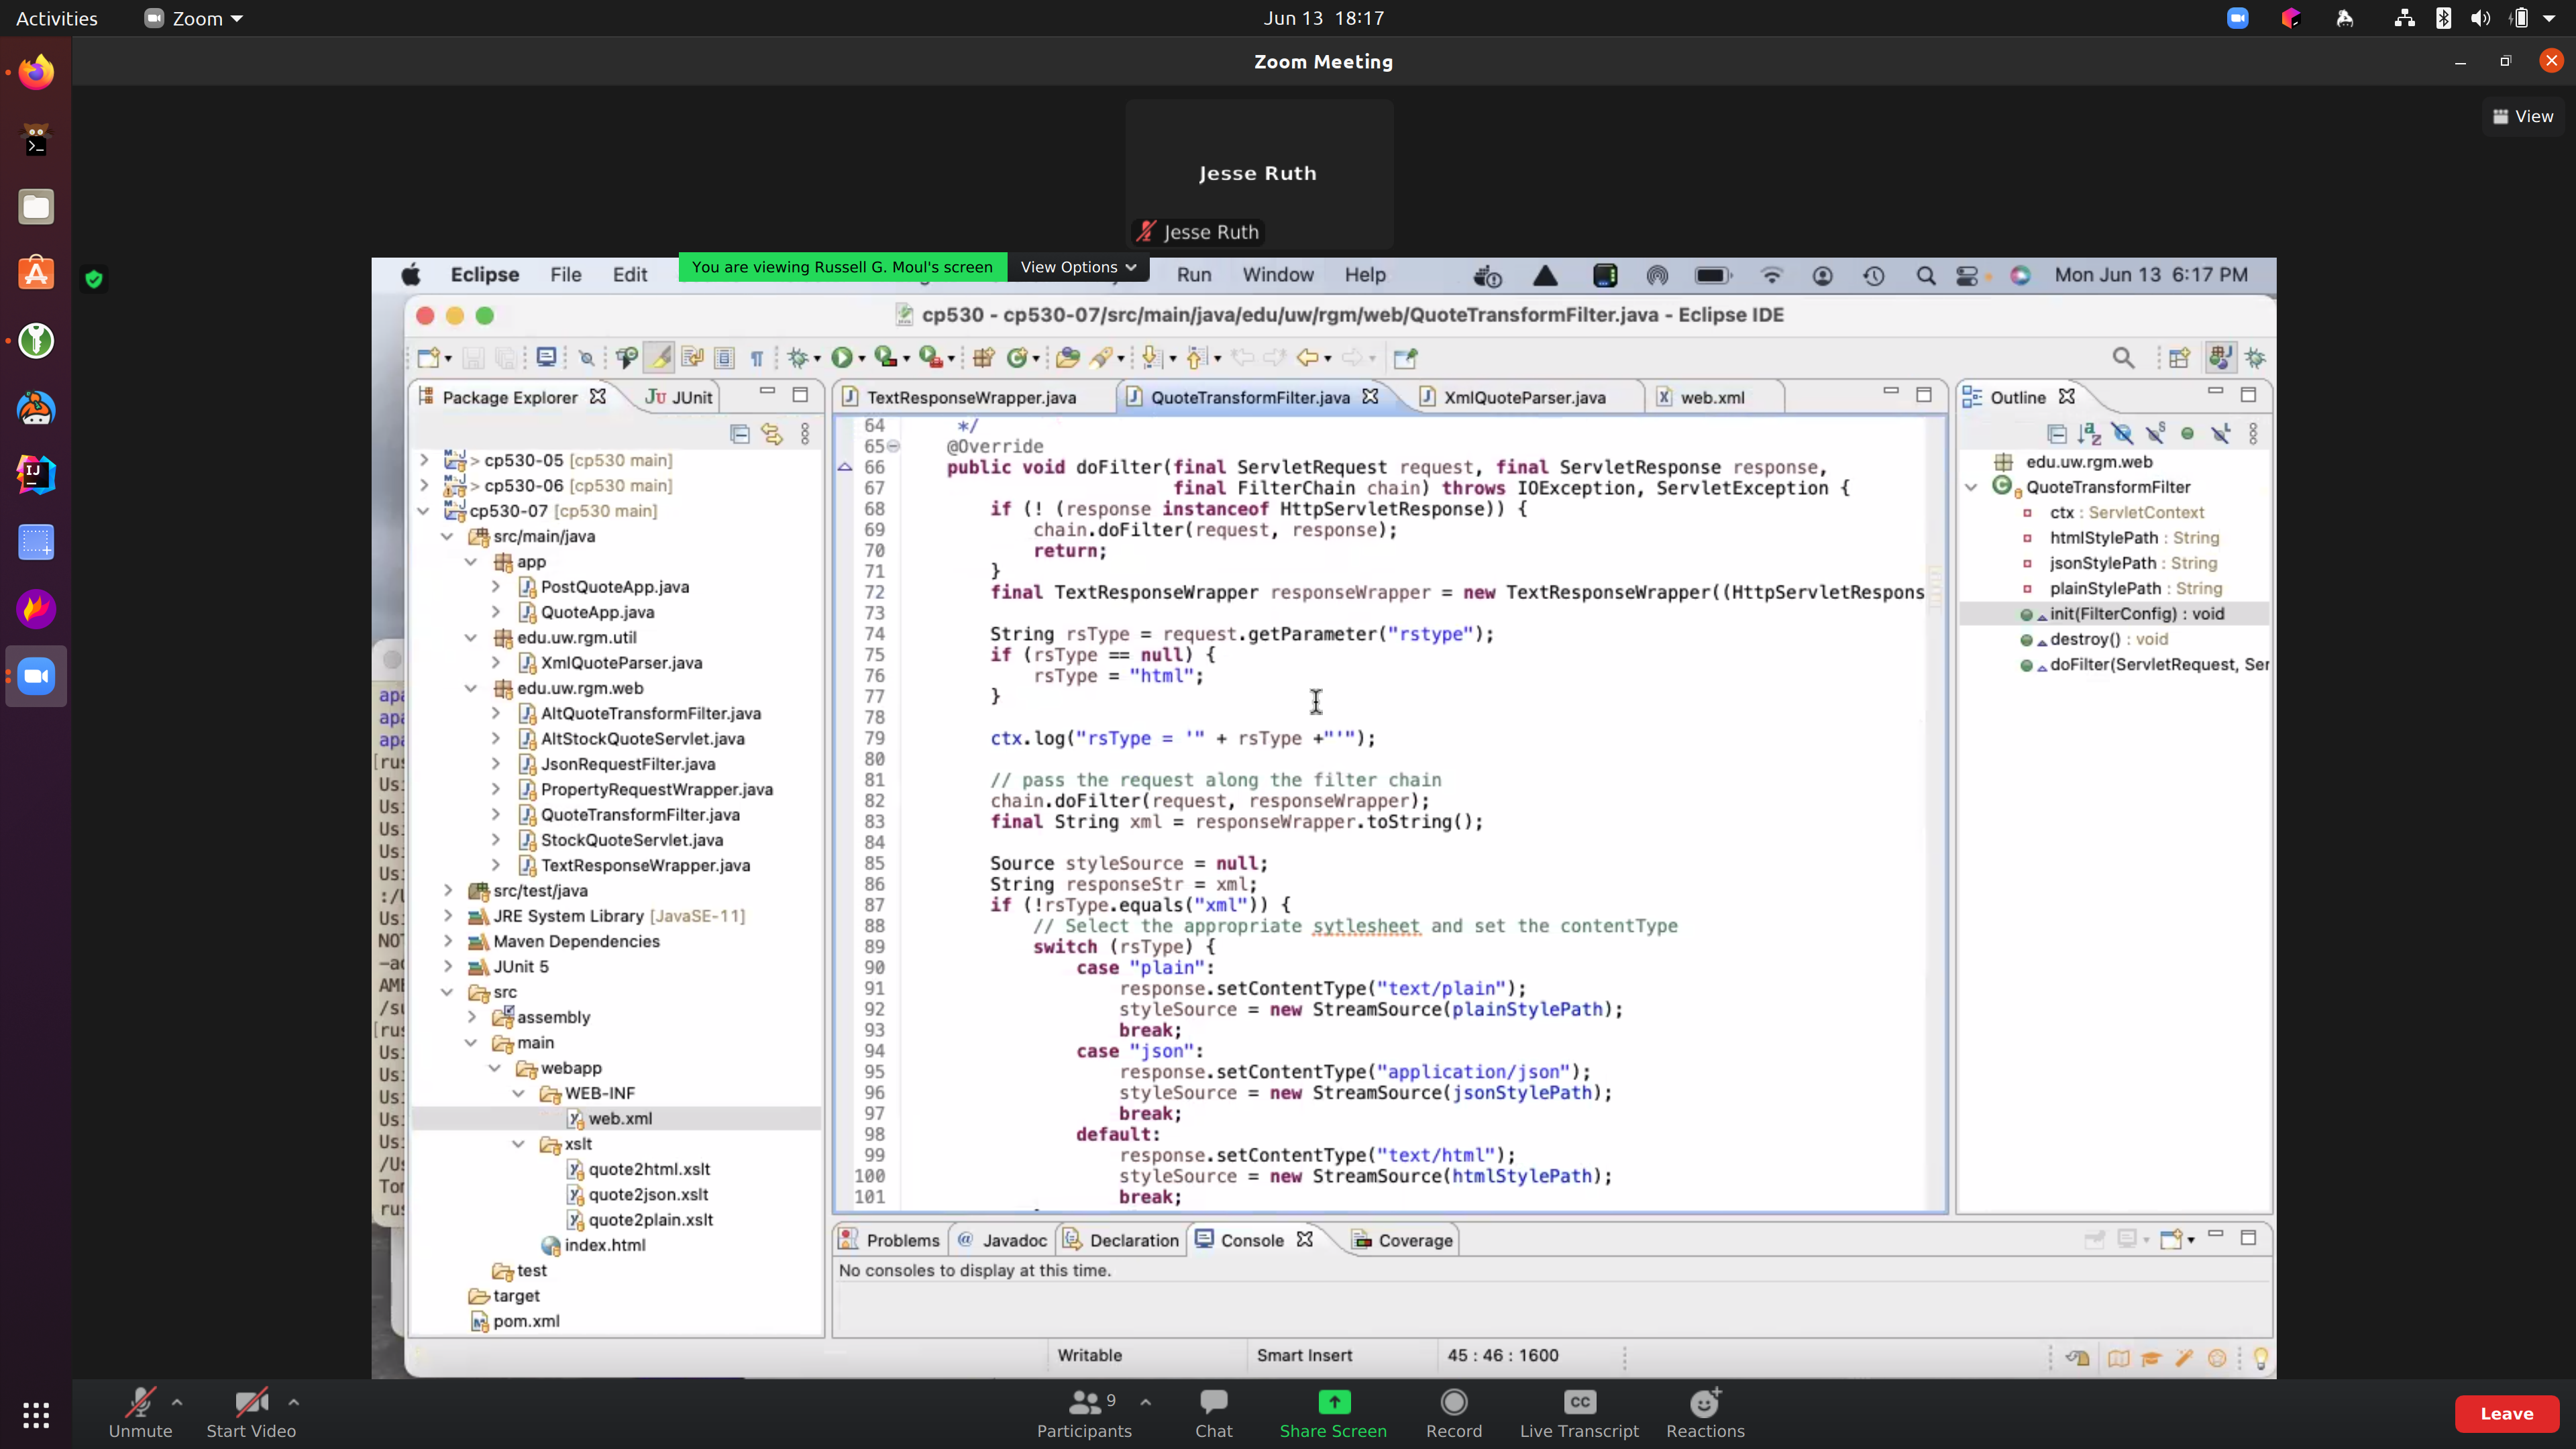 Activities
Zoom
Jun 13 18:17
Zoom Meeting
View
Jesse Ruth
Jesse Ruth
You are viewing Russell G. Moul's screen
View Options
Eclipse File Edit Run Window Help
Mon Jun 13 6:17 PM
cp530 - cp530-07/src/main/java/edu/uw/rgm/web/QuoteTransformFilter.java - Eclipse IDE
Package Explorer
JUnit
> cp530-05 [cp530 main]
> cp530-06 [cp530 main]
cp530-07 [cp530 main]
src/main/java
app
PostQuoteApp.java
QuoteApp.java
edu.uw.rgm.util
XmlQuoteParser.java
edu.uw.rgm.web
AltQuoteTransformFilter.java
AltStockQuoteServlet.java
JsonRequestFilter.java
PropertyRequestWrapper.java
QuoteTransformFilter.java
StockQuoteServlet.java
TextResponseWrapper.java
src/test/java
JRE System Library [JavaSE-11]
Maven Dependencies
JUnit 5
src
assembly
main
webapp
WEB-INF
web.xml
xslt
quote2html.xslt
quote2json.xslt
quote2plain.xslt
index.html
test
target
pom.xml
TextResponseWrapper.java
QuoteTransformFilter.java
XmlQuoteParser.java
web.xml
64 */
65 @Override
66 public void doFilter(final ServletRequest request, final ServletResponse response,
67 final FilterChain chain) throws IOException, ServletException {
68 if (! (response instanceof HttpServletResponse)) {
69 chain.doFilter(request, response);
70 return;
71 }
72 final TextResponseWrapper responseWrapper = new TextResponseWrapper((HttpServletRespons
73
74 String rsType = request.getParameter("rstype");
75 if (rsType == null) {
76 rsType = "html";
77 }
78
79 ctx.log("rsType = '" + rsType +"'");
80
81 // pass the request along the filter chain
82 chain.doFilter(request, responseWrapper);
83 final String xml = responseWrapper.toString();
84
85 Source styleSource = null;
86 String responseStr = xml;
87 if (!rsType.equals("xml")) {
88 // Select the appropriate sytlesheet and set the contentType
89 switch (rsType) {
90 case "plain":
91 response.setContentType("text/plain");
92 styleSource = new StreamSource(plainStylePath);
93 break;
94 case "json":
95 response.setContentType("application/json");
96 styleSource = new StreamSource(jsonStylePath);
97 break;
98 default:
99 response.setContentType("text/html");
100 styleSource = new StreamSource(htmlStylePath);
101 break;
Outline
edu.uw.rgm.web
QuoteTransformFilter
ctx : ServletContext
htmlStylePath : String
jsonStylePath : String
plainStylePath : String
init(FilterConfig) : void
destroy() : void
doFilter(ServletRequest, Ser
Problems
Javadoc
Declaration
Console
Coverage
No consoles to display at this time.
Writable
Smart Insert
45 : 46 : 1600
Unmute
Start Video
9
Participants
Chat
Share Screen
Record
CC
Live Transcript
Reactions
Leave